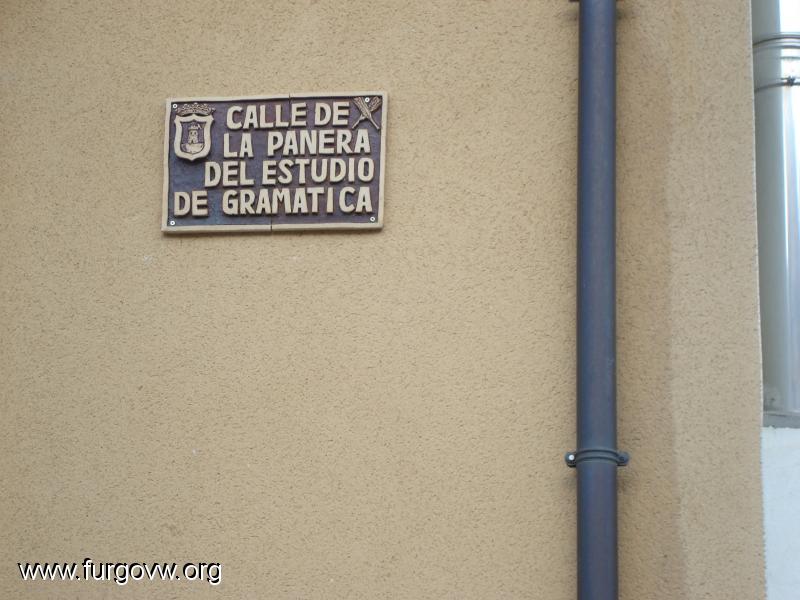 CALLE DE
LA PANERA
DEL ESTUDIO
DE GRAMATICA
www.furgovw.org